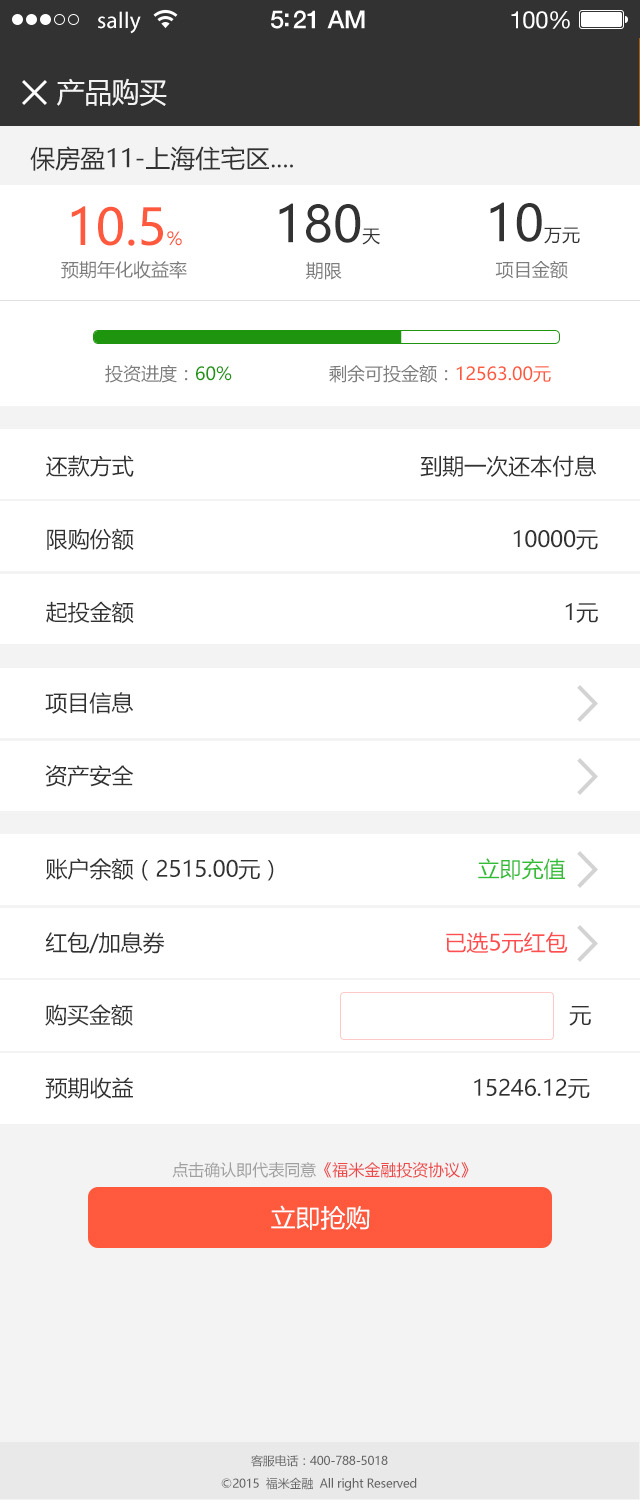 sally 5:21 AM 100%
产品购买
保房盈11-上海住宅区....
10.5% 180天 10万元
预期年化收益率 期限 项目金额
投资进度：60% 剩余可投金额：12563.00元
还款方式 到期一次还本付息
限购份额 10000元
起投金额 1元
项目信息
资产安全
账户余额（2515.00元） 立即充值
红包/加息券 已选5元红包
购买金额 元
预期收益 15246.12元
点击确认即代表同意《福米金融投资协议》
立即抢购
客服电话：400-788-5018
©2015 福米金融 All right Reserved